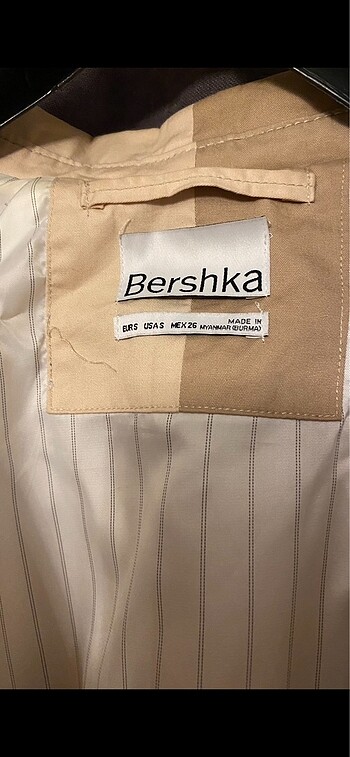 Bershka
EUR S USA S MEX 26 MADE IN
MYANMAR (BURMA)